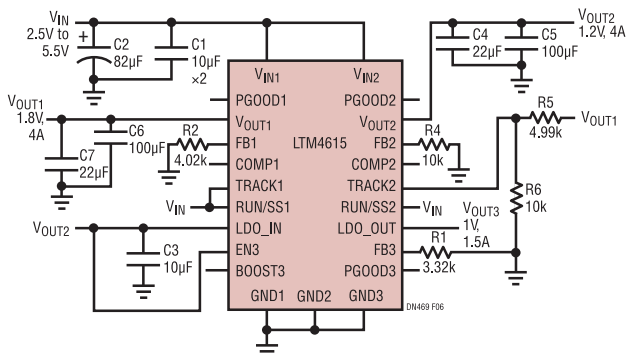 VIN
2.5V to
5.5V
+
C2
82µF
C1
10µF
×2
VIN1
VIN2
C4
22µF
C5
100µF
VOUT2
1.2V, 4A
PGOOD1
PGOOD2
VOUT1
1.8V,
4A
C6
100µF
C7
22µF
R2
4.02k
VOUT1
FB1
COMP1
TRACK1
RUN/SS1
LDO_IN
EN3
BOOST3
LTM4615
VOUT2
FB2
COMP2
TRACK2
RUN/SS2
LDO_OUT
FB3
PGOOD3
R4
10k
R5
4.99k
VOUT1
R6
10k
VIN
VIN
VOUT3
1V,
1.5A
VOUT2
C3
10µF
R1
3.32k
GND1
GND2
GND3
DN469 F06